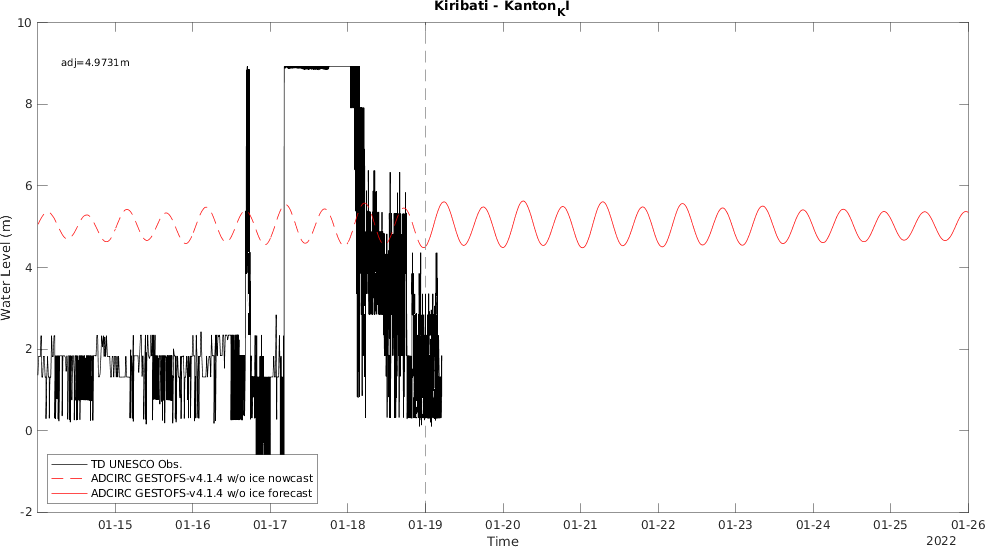 Kiribati - Kanton_KI
adj=4.9731m
10
8
6
4
2
0
-2
Water Level (m)
TD UNESCO Obs.
ADCIRC GESTOFS-v4.1.4 w/o ice nowcast
ADCIRC GESTOFS-v4.1.4 w/o ice forecast
01-15 01-16 01-17 01-18 01-19 01-20 01-21 01-22 01-23 01-24 01-25 01-26
Time
2022